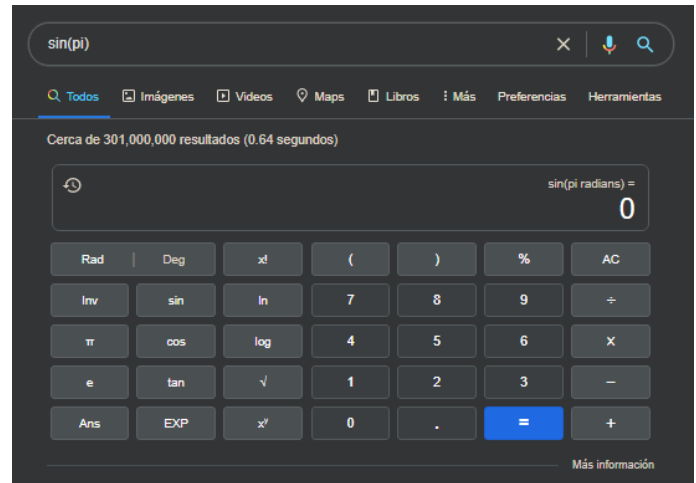 sin(pi)
Todos Imágenes Videos Maps Libros Más Preferencias Herramientas
Cerca de 301,000,000 resultados (0.64 segundos)
sin(pi radians) =
0
Rad | Deg x! ( ) % AC
Inv sin ln 7 8 9 ÷
π cos log 4 5 6 ×
e tan √ 1 2 3 −
Ans EXP xʸ 0 . = +
Más información